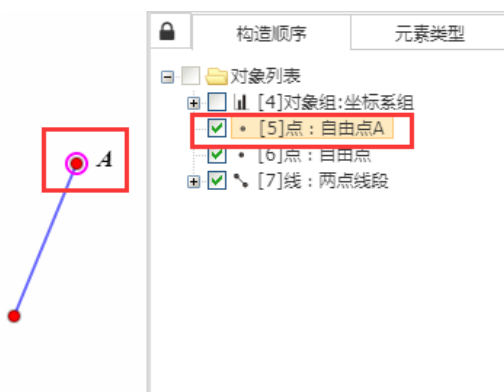 构造顺序 元素类型
对象列表
[4]对象组:坐标系组
A
[5]点：自由点A
[6]点：自由点
[7]线：两点线段